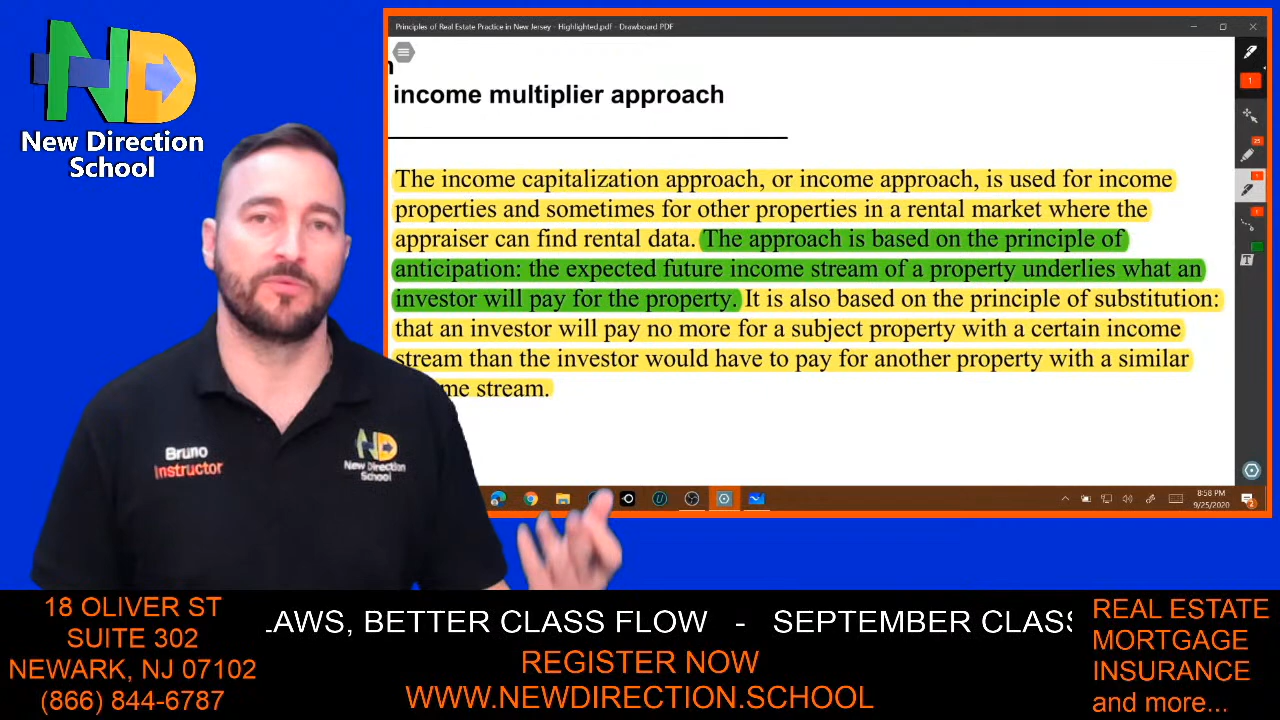 Principles of Real Estate Practice in New Jersey - Highlighted.pdf - Drawboard PDF
income multiplier approach
The income capitalization approach, or income approach, is used for income
properties and sometimes for other properties in a rental market where the
appraiser can find rental data. The approach is based on the principle of
anticipation: the expected future income stream of a property underlies what an
investor will pay for the property. It is also based on the principle of substitution:
that an investor will pay no more for a subject property with a certain income
stream than the investor would have to pay for another property with a similar
me stream.
ND
New Direction
School
Bruno
Instructor
ND
New Direction
School
8:58 PM
9/25/2020
18 OLIVER ST
SUITE 302
NEWARK, NJ 07102
(866) 844-6787
LAWS, BETTER CLASS FLOW - SEPTEMBER CLASS
REGISTER NOW
WWW.NEWDIRECTION.SCHOOL
REAL ESTATE
MORTGAGE
INSURANCE
and more...